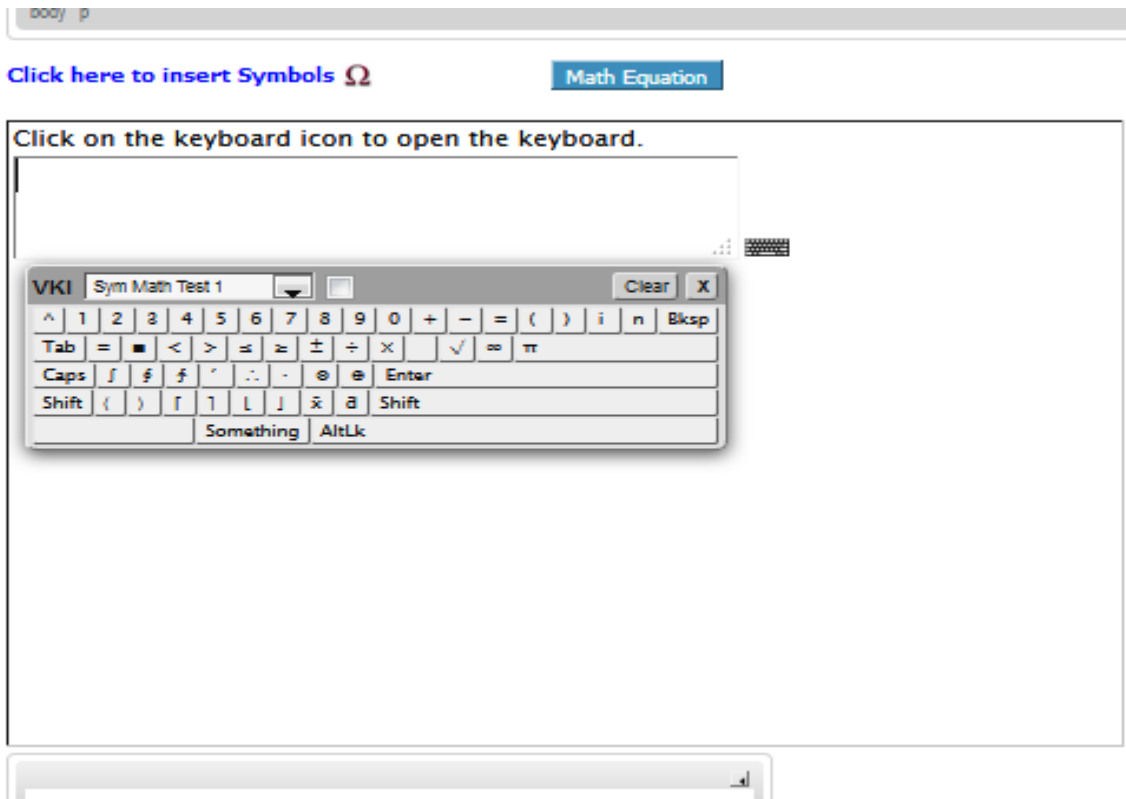 body p
Click here to insert Symbols Ω
Math Equation
Click on the keyboard icon to open the keyboard.
VKI Sym Math Test 1 Clear X
^ 1 2 3 4 5 6 7 8 9 0 + − = ( ) i n Bksp
Tab = < > ≤ ≥ ± ÷ × √ ∞ π
Caps ∫ ∮ ∴ Enter
Shift ⌈ ⌉ ⌊ ⌋ x̄ Shift
Something AltLk